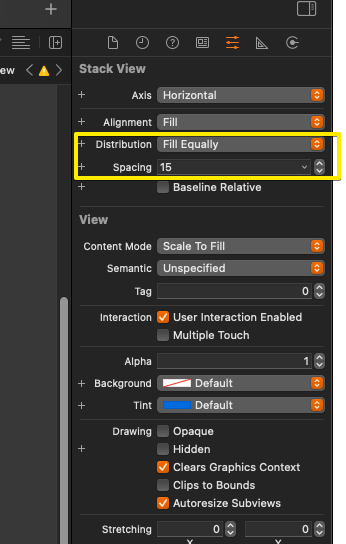 ew
Stack View
Axis Horizontal
Alignment Fill
Distribution Fill Equally
Spacing 15
Baseline Relative
View
Content Mode Scale To Fill
Semantic Unspecified
Tag 0
Interaction User Interaction Enabled
Multiple Touch
Alpha 1
Background Default
Tint Default
Drawing Opaque
Hidden
Clears Graphics Context
Clips to Bounds
Autoresize Subviews
Stretching 0 0
X Y